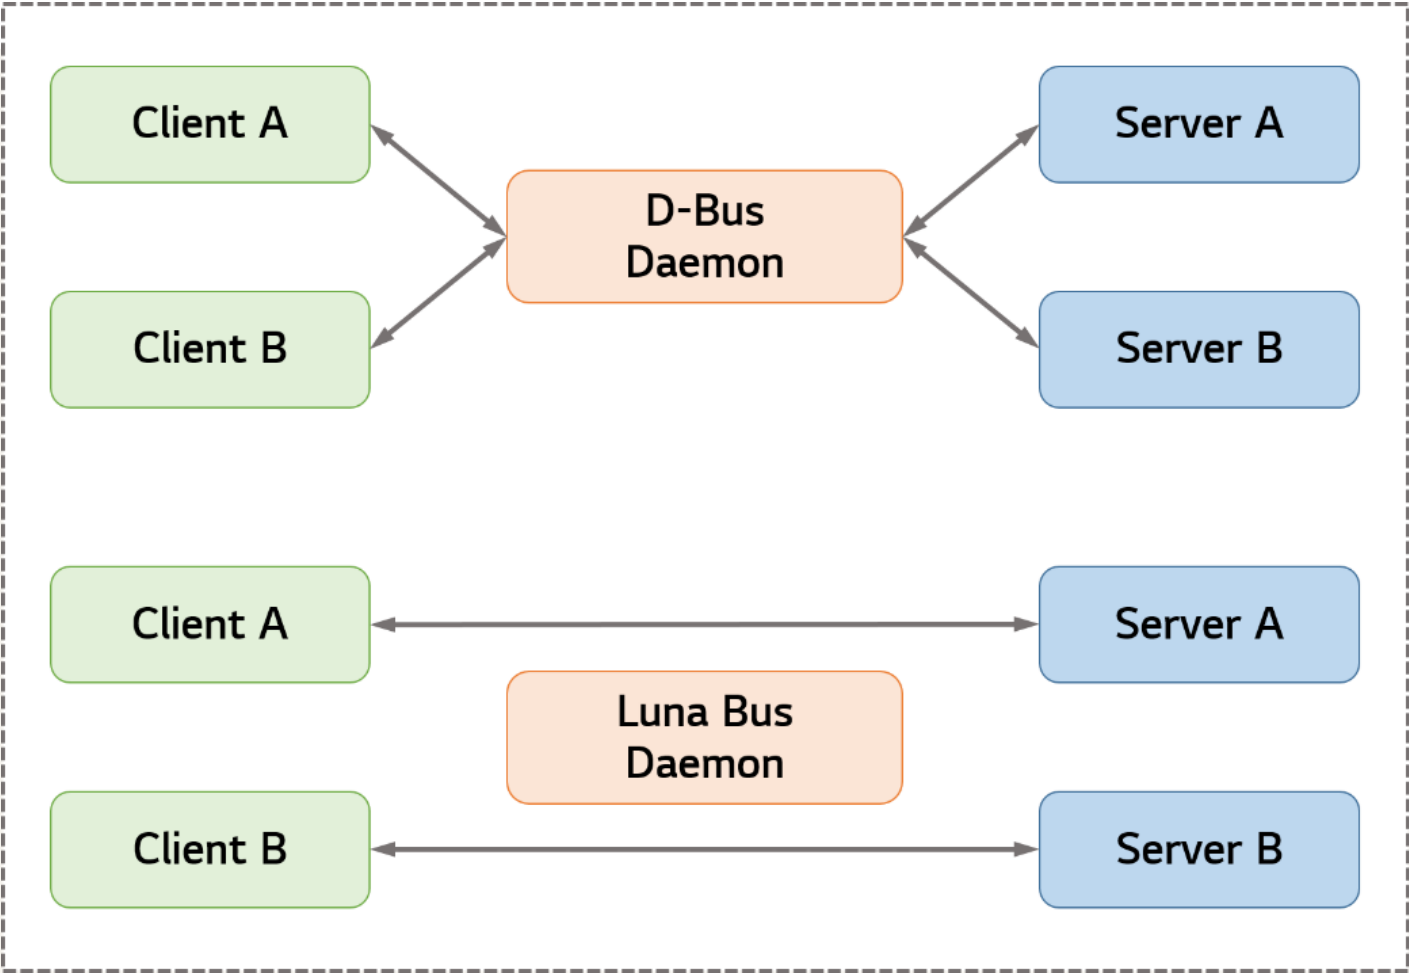 Client A
Server A
D-Bus
Daemon
Client B
Server B
Client A
Server A
Luna Bus
Daemon
Client B
Server B